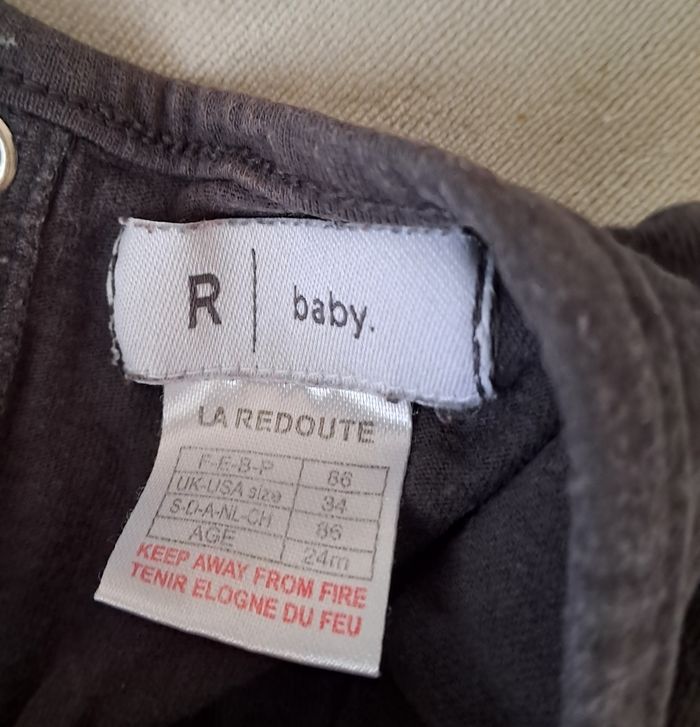 R baby.
LA REDOUTE
F-E-B-P 86
UK-USA size 34
S-D-A-NL-CH 86
AGE 24m
KEEP AWAY FROM FIRE
TENIR ELOGNE DU FEU